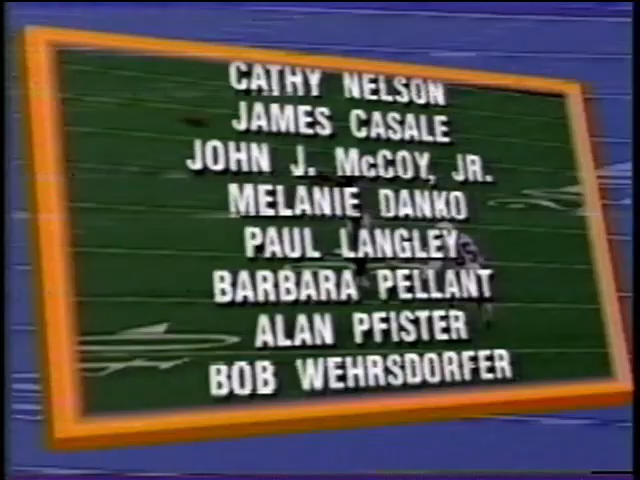 CATHY NELSON
JAMES CASALE
JOHN J. McCOY, JR.
MELANIE DANKO
PAUL LANGLEY
BARBARA PELLANT
ALAN PFISTER
BOB WEHRSDORFER